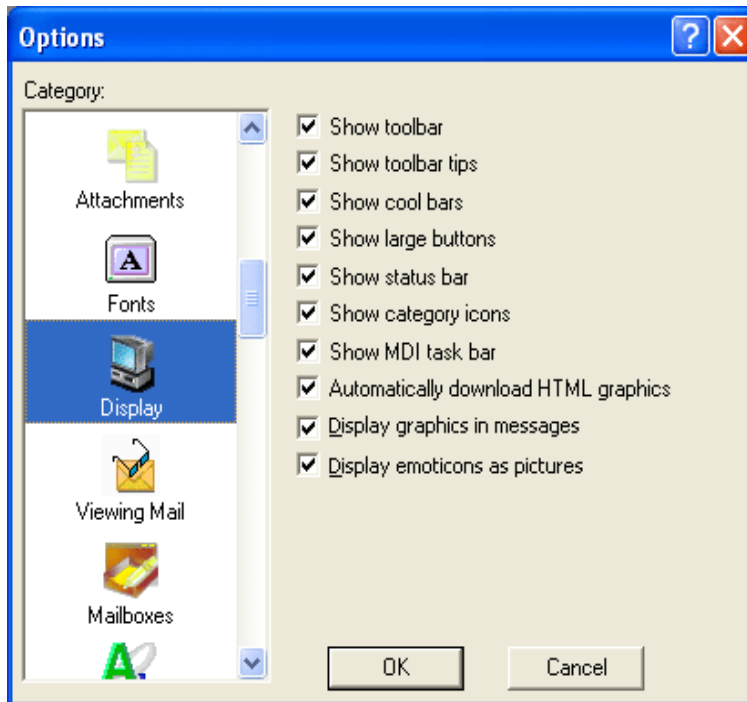 Options
Category:
Attachments
Fonts
Display
Viewing Mail
Mailboxes
Show toolbar
Show toolbar tips
Show cool bars
Show large buttons
Show status bar
Show category icons
Show MDI task bar
Automatically download HTML graphics
Display graphics in messages
Display emoticons as pictures
OK
Cancel